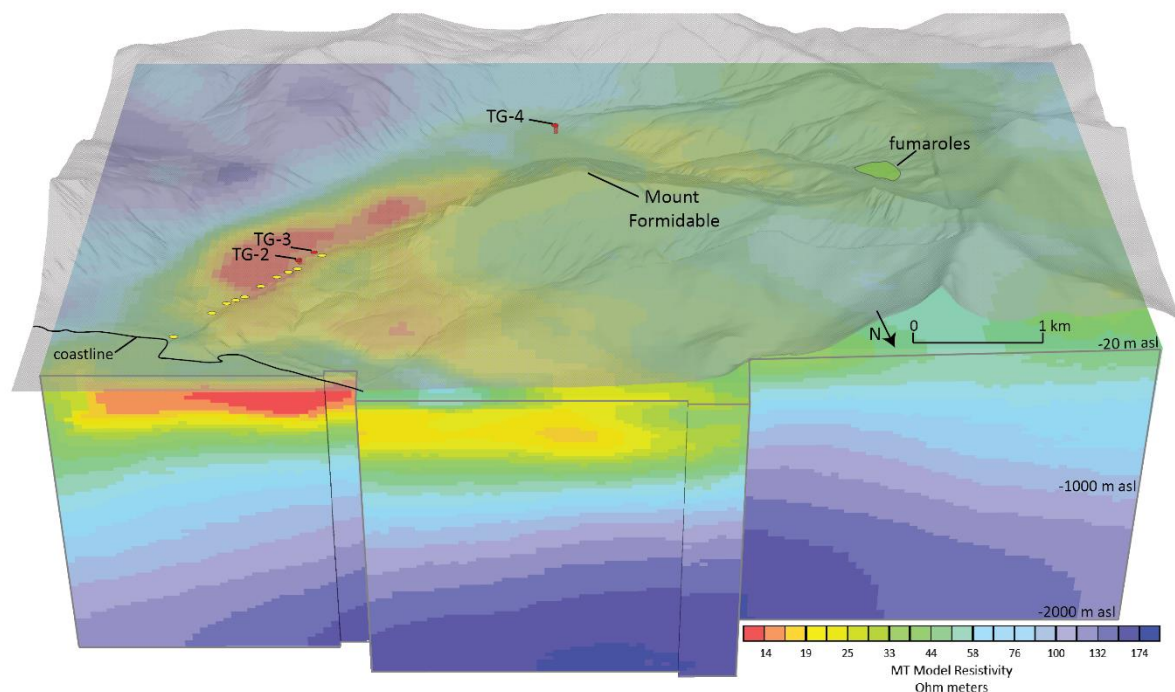 TG-4
fumaroles
Mount
Formidable
TG-3
TG-2
coastline
N
0
1 km
-20 m asl
-1000 m asl
-2000 m asl
14 19 25 33 44 58 76 100 132 174
MT Model Resistivity
Ohm meters